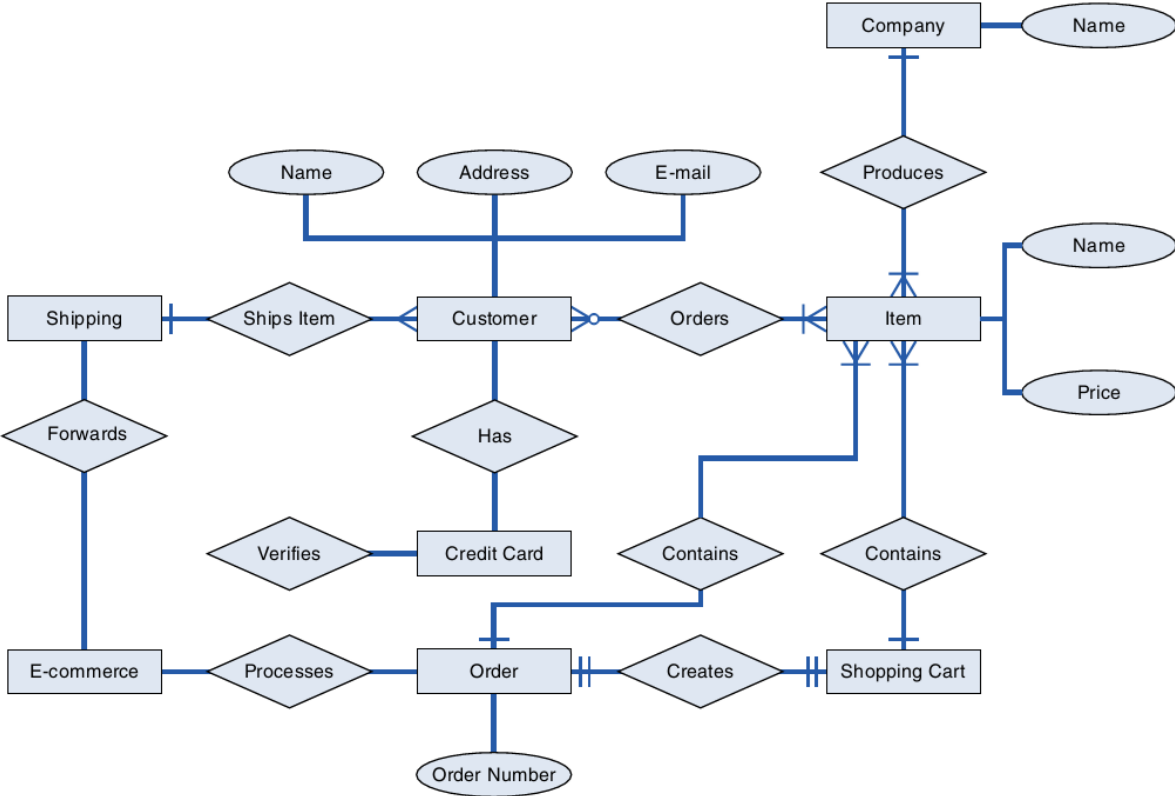 Company
Name
Name
Address
E-mail
Produces
Name
Shipping
Ships Item
Customer
Orders
Item
Price
Forwards
Has
Verifies
Credit Card
Contains
Contains
E-commerce
Processes
Order
Creates
Shopping Cart
Order Number